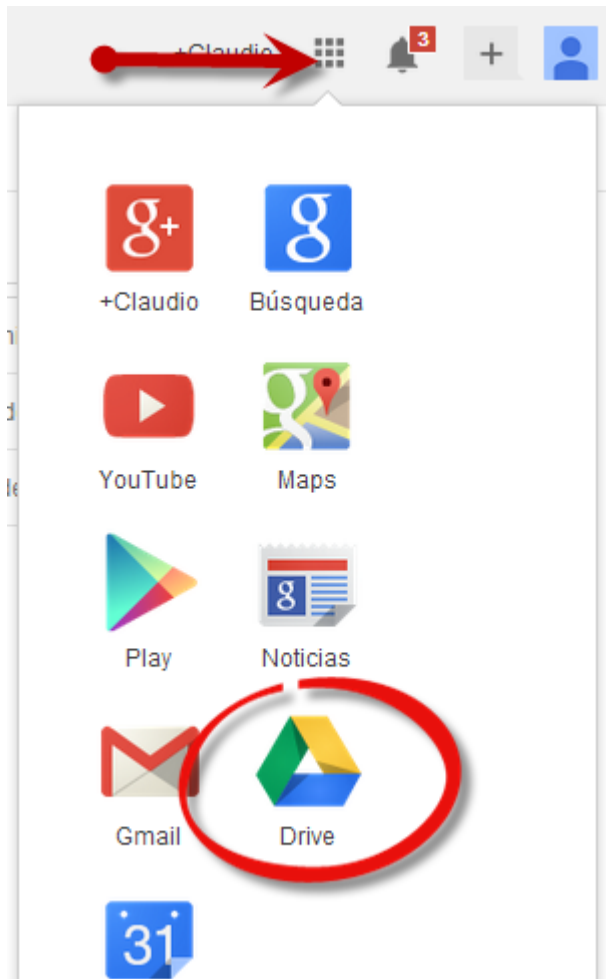 +Claudio 3 +
g+ g
+Claudio Búsqueda
g
YouTube Maps
g
Play Noticias
Gmail Drive
31